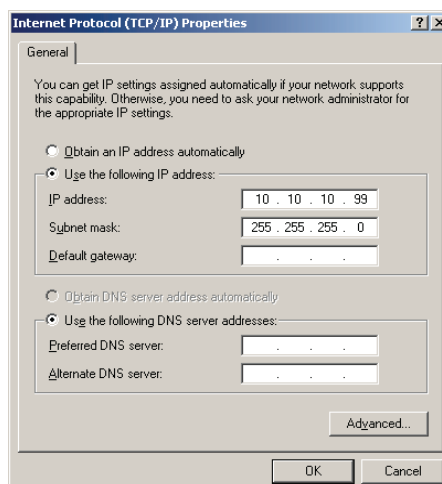 Internet Protocol (TCP/IP) Properties
General
You can get IP settings assigned automatically if your network supports
this capability. Otherwise, you need to ask your network administrator for
the appropriate IP settings.
Obtain an IP address automatically
Use the following IP address:
IP address: 10 . 10 . 10 . 99
Subnet mask: 255 . 255 . 255 . 0
Default gateway: . . .
Obtain DNS server address automatically
Use the following DNS server addresses:
Preferred DNS server: . . .
Alternate DNS server: . . .
Advanced...
OK Cancel